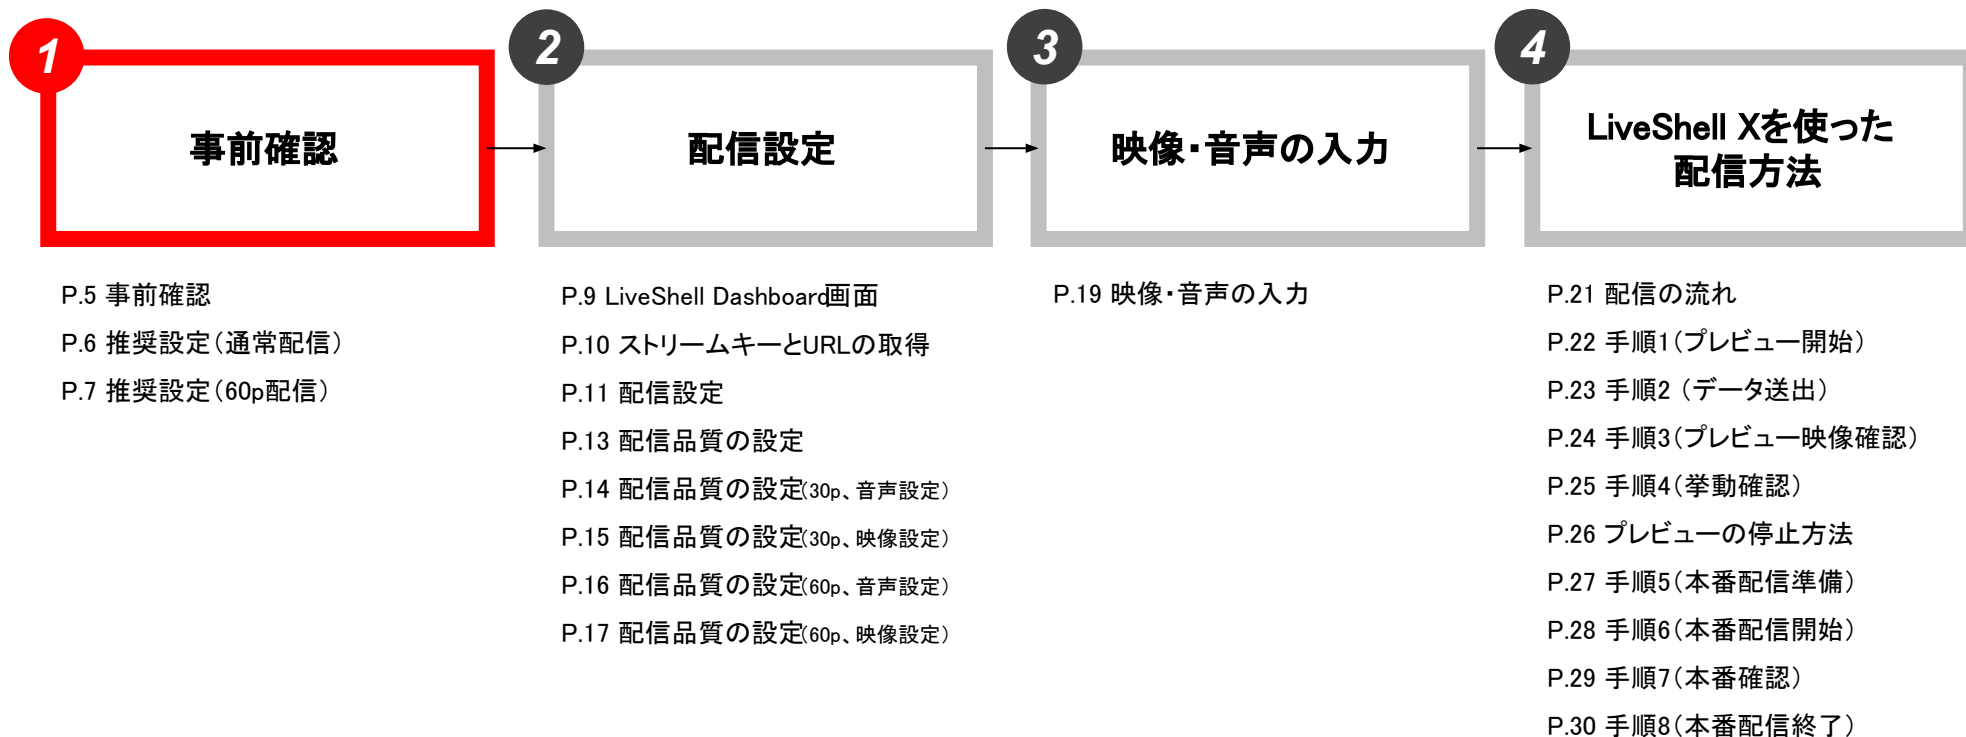 1
事前確認
P.5 事前確認
P.6 推奨設定（通常配信）
P.7 推奨設定（60p配信）
2
配信設定
P.9 LiveShell Dashboard画面
P.10 ストリームキーとURLの取得
P.11 配信設定
P.13 配信品質の設定
P.14 配信品質の設定（30p、音声設定）
P.15 配信品質の設定（30p、映像設定）
P.16 配信品質の設定（60p、音声設定）
P.17 配信品質の設定（60p、映像設定）
3
映像・音声の入力
P.19 映像・音声の入力
4
LiveShell Xを使った
配信方法
P.21 配信の流れ
P.22 手順1（プレビュー開始）
P.23 手順2 （データ送出）
P.24 手順3（プレビュー映像確認）
P.25 手順4（挙動確認）
P.26 プレビューの停止方法
P.27 手順5（本番配信準備）
P.28 手順6（本番配信開始）
P.29 手順7（本番確認）
P.30 手順8（本番配信終了）